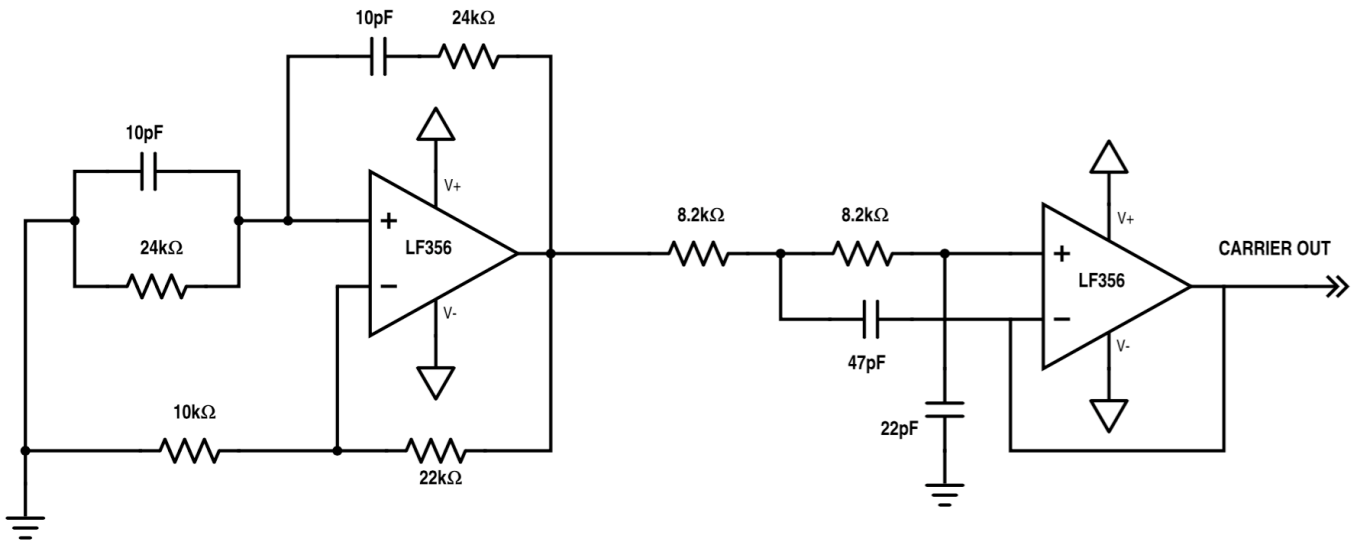 10pF
24kΩ
10pF
24kΩ
+
LF356
−
V+
V-
10kΩ
22kΩ
8.2kΩ
8.2kΩ
47pF
22pF
+
LF356
−
V+
V-
CARRIER OUT